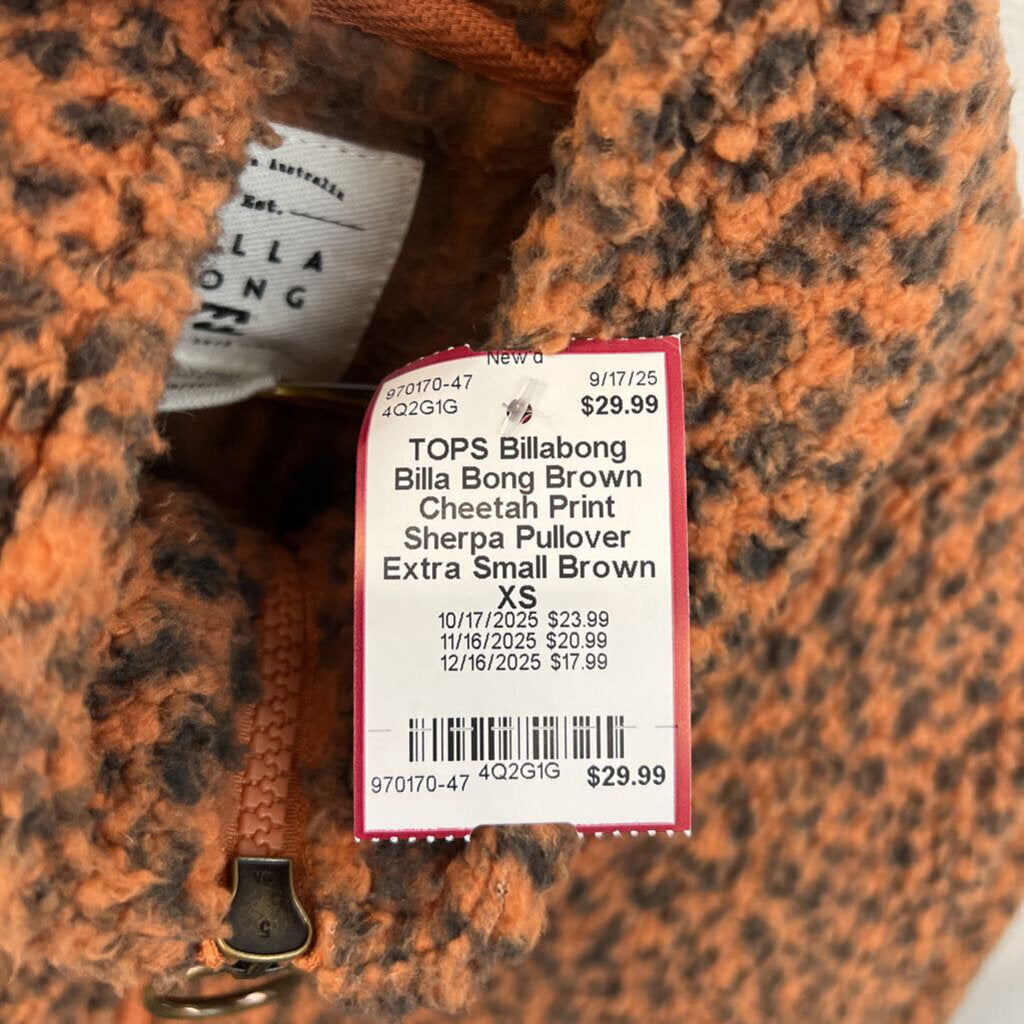 Australia
Est.
LLA
ONG
New'd
970170-47
9/17/25
4Q2G1G
$29.99
TOPS Billabong
Billa Bong Brown
Cheetah Print
Sherpa Pullover
Extra Small Brown
XS
10/17/2025 $23.99
11/16/2025 $20.99
12/16/2025 $17.99
970170-47 4Q2G1G $29.99
5